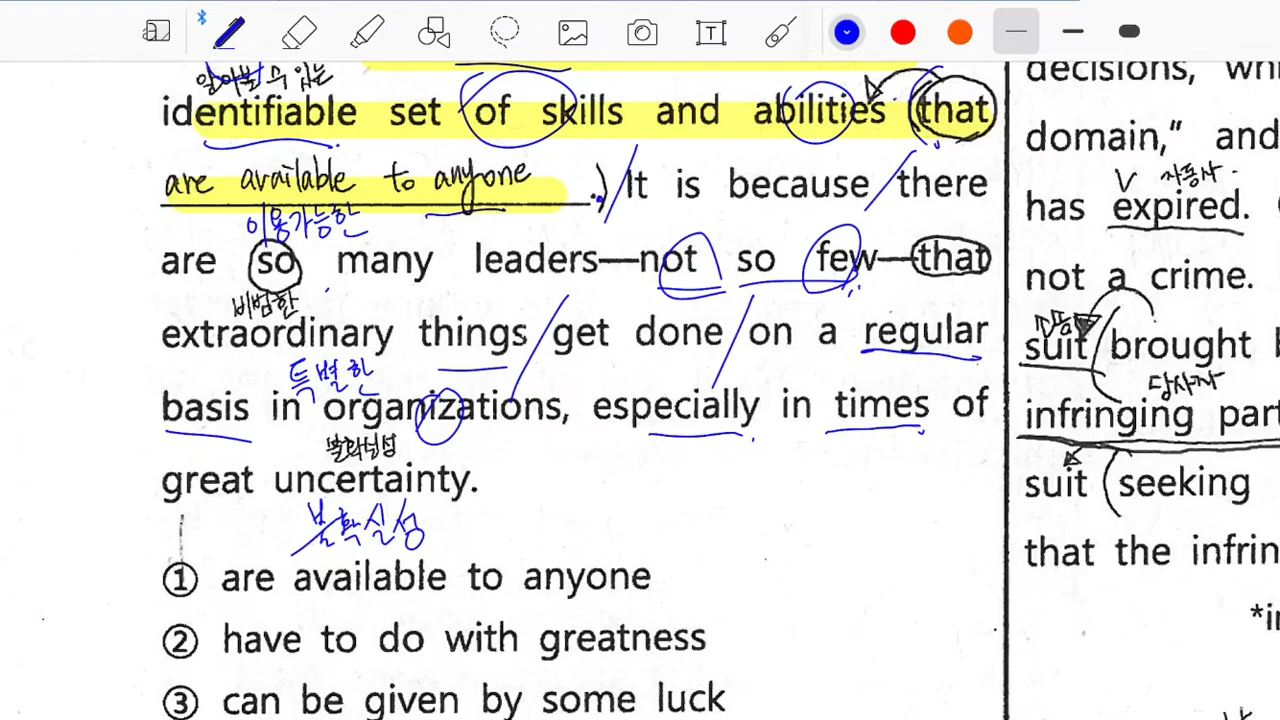 T
알아볼 수 있는
identifiable set of skills and abilities that
are available to anyone .) It is because there
이용가능한
are so many leaders—not so few—that
비범한
extraordinary things get done on a regular
특별한
basis in organizations, especially in times of
불확실성
great uncertainty.
불확실성
① are available to anyone
② have to do with greatness
③ can be given by some luck
decisions, whi
domain,” and
V 자동사
has expired.
not a crime.
소송
suit brought b
당사자
infringing part
suit seeking
that the infrin
*in